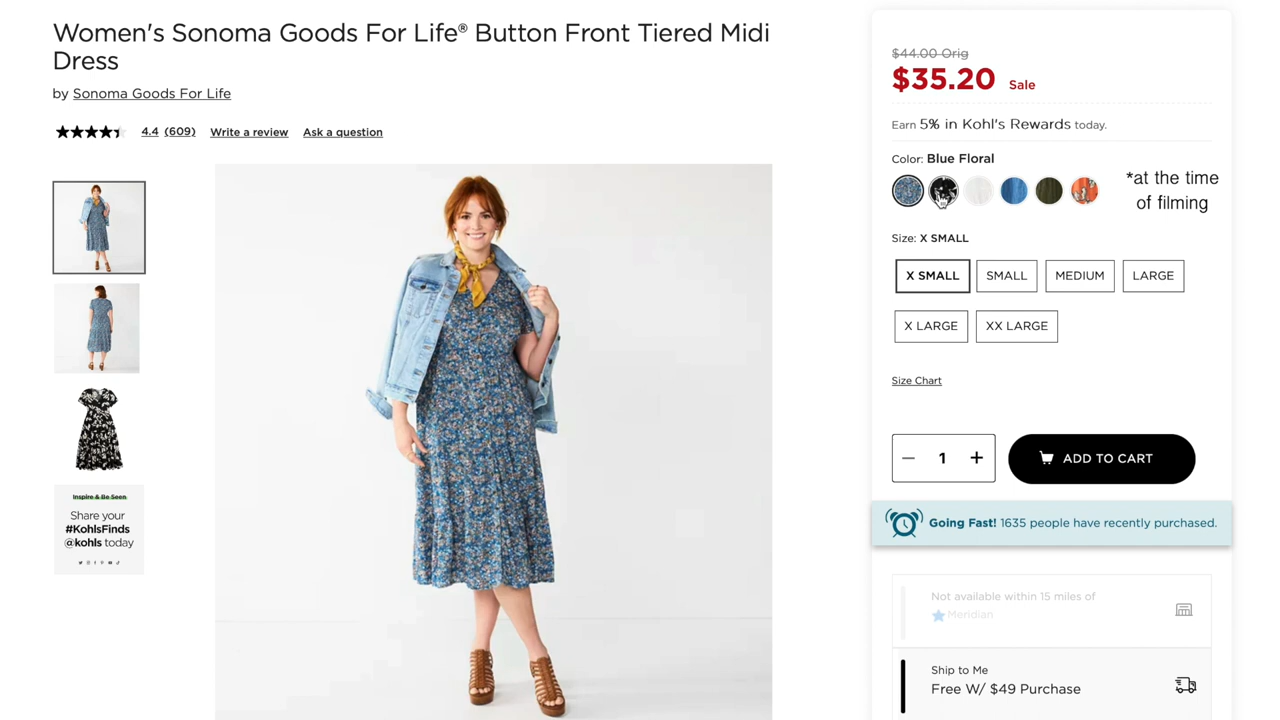 Women's Sonoma Goods For Life® Button Front Tiered Midi
Dress
by Sonoma Goods For Life
4.4 (609) Write a review Ask a question
Inspire & Be Seen
Share your
#KohlsFinds
@kohls today
$44.00 Orig
$35.20 Sale
Earn 5% in Kohl's Rewards today.
Color: Blue Floral
*at the time
of filming
Size: X SMALL
X SMALL SMALL MEDIUM LARGE
X LARGE XX LARGE
Size Chart
1 ADD TO CART
Going Fast! 1635 people have recently purchased.
Not available within 15 miles of
Meridian
Ship to Me
Free W/ $49 Purchase